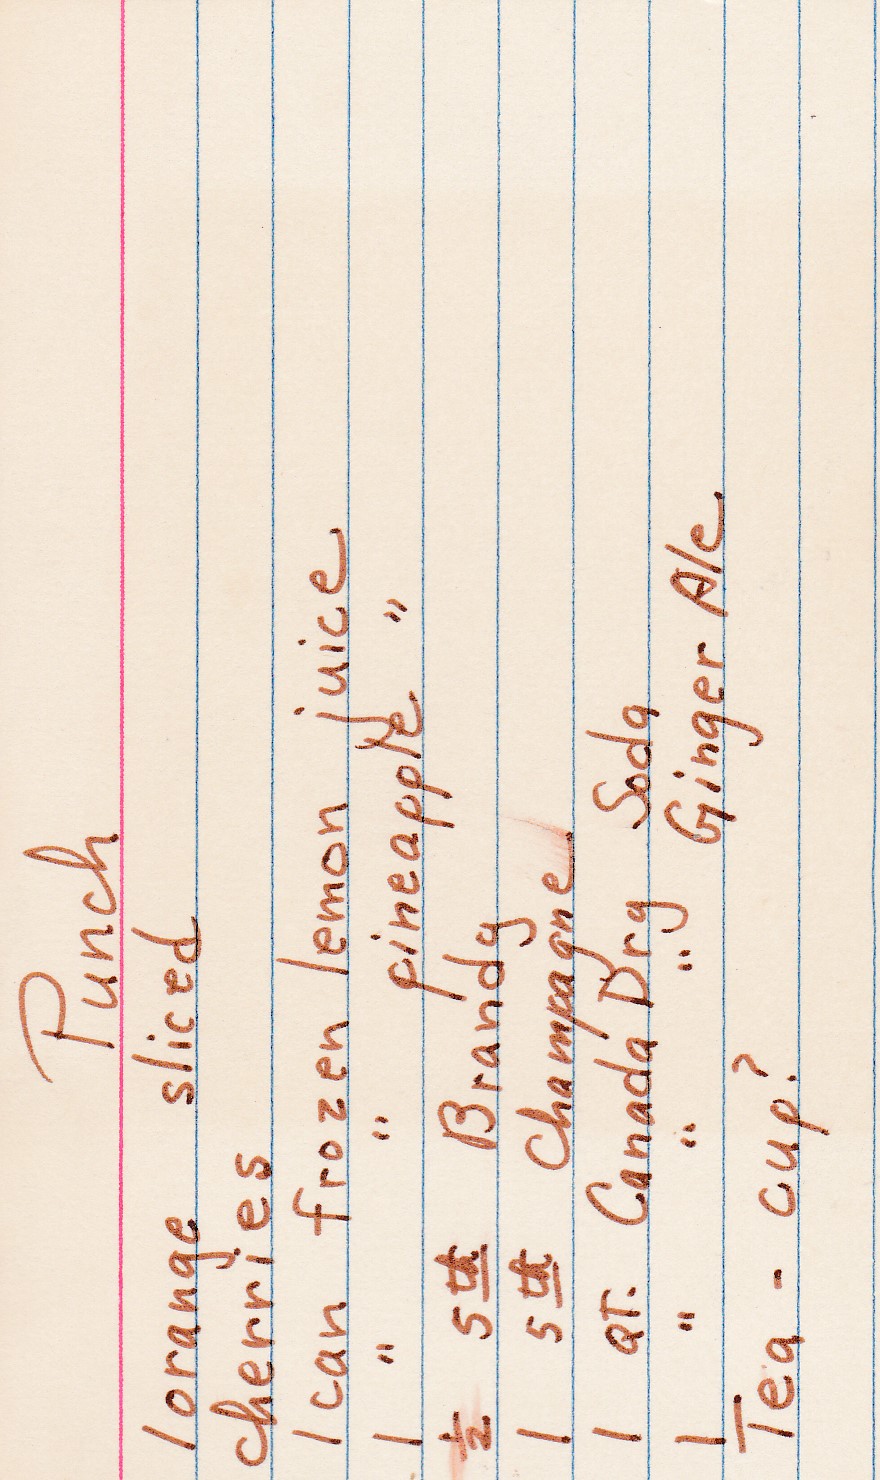 Punch
1 orange sliced
cherries
1 can frozen lemon juice
1 " " pineapple "
½ 5th Brandy
1 5th Champagne
1 QT. Canada Dry Soda
1 " " " Ginger Ale
Tea - cup?